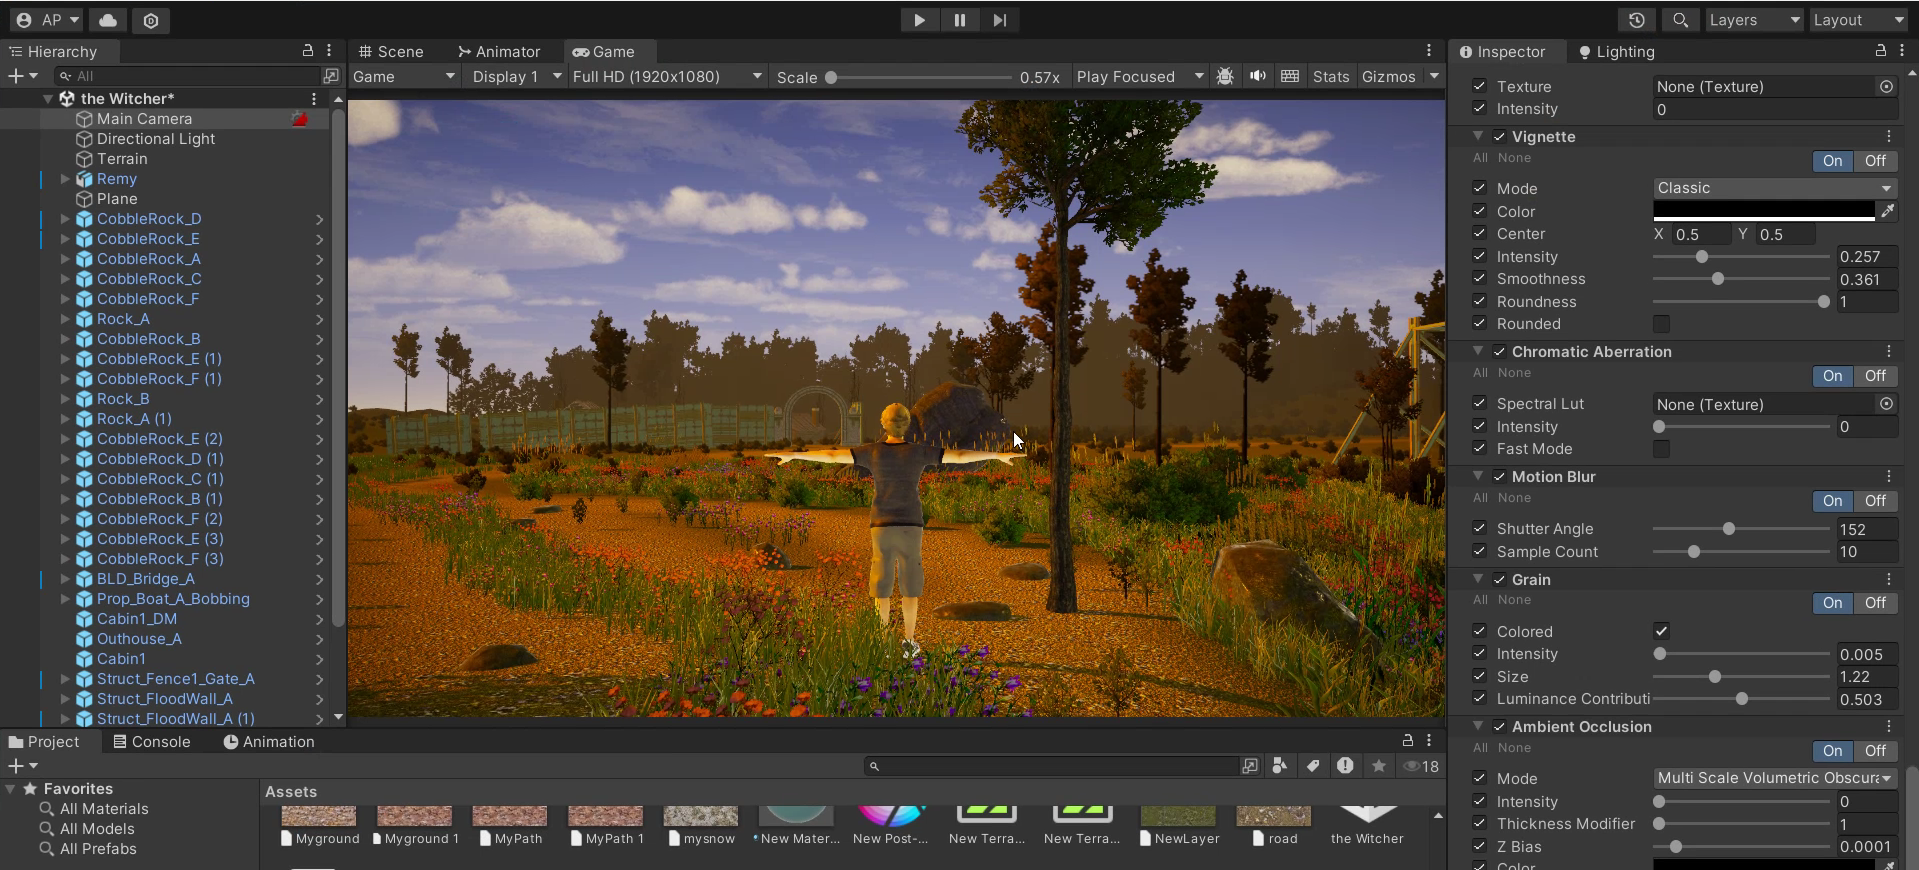 AP
Layers
Layout
Hierarchy
All
the Witcher*
Main Camera
Directional Light
Terrain
Remy
Plane
CobbleRock_D
CobbleRock_E
CobbleRock_A
CobbleRock_C
CobbleRock_F
Rock_A
CobbleRock_B
CobbleRock_E (1)
CobbleRock_F (1)
Rock_B
Rock_A (1)
CobbleRock_E (2)
CobbleRock_D (1)
CobbleRock_C (1)
CobbleRock_B (1)
CobbleRock_F (2)
CobbleRock_E (3)
CobbleRock_F (3)
BLD_Bridge_A
Prop_Boat_A_Bobbing
Cabin1_DM
Outhouse_A
Cabin1
Struct_Fence1_Gate_A
Struct_FloodWall_A
Struct_FloodWall_A (1)
Scene Animator Game
Game Display 1 Full HD (1920x1080) Scale 0.57x Play Focused Stats Gizmos
Inspector Lighting
Texture None (Texture)
Intensity 0
Vignette
All None On Off
Mode Classic
Color
Center X 0.5 Y 0.5
Intensity 0.257
Smoothness 0.361
Roundness 1
Rounded
Chromatic Aberration
All None On Off
Spectral Lut None (Texture)
Intensity 0
Fast Mode
Motion Blur
All None On Off
Shutter Angle 152
Sample Count 10
Grain
All None On Off
Colored
Intensity 0.005
Size 1.22
Luminance Contributi 0.503
Ambient Occlusion
All None On Off
Mode Multi Scale Volumetric Obscura
Intensity 0
Thickness Modifier 1
Z Bias 0.0001
Color
Project Console Animation
18
Favorites
All Materials
All Models
All Prefabs
Assets
Myground Myground 1 MyPath MyPath 1 mysnow New Mater... New Post-... New Terra... New Terra... NewLayer road the Witcher